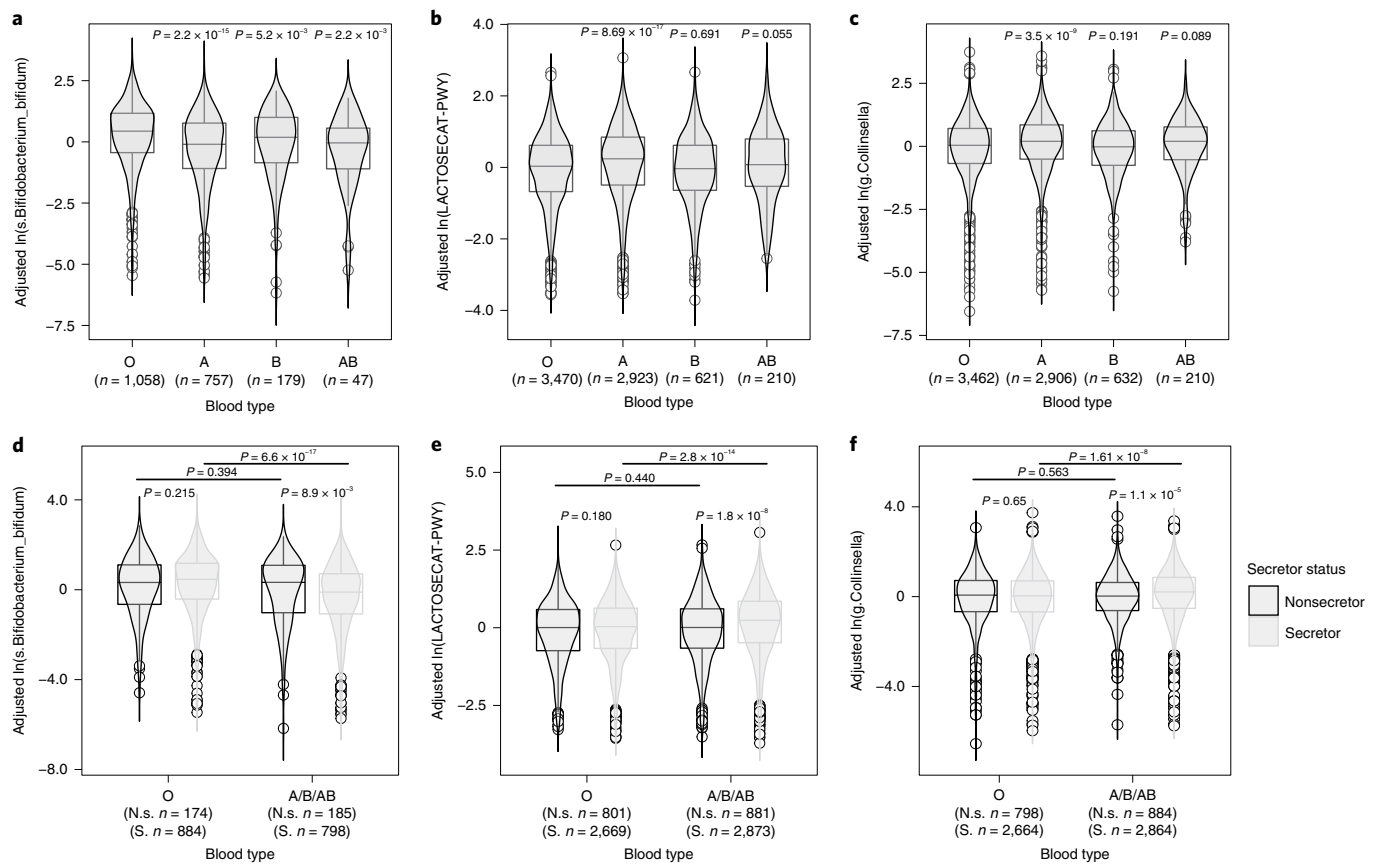 a
P = 2.2 × 10⁻¹⁵ P = 5.2 × 10⁻³ P = 2.2 × 10⁻³
Adjusted ln(s.Bifidobacterium_bifidum)
2.5
0
−2.5
−5.0
−7.5
O A B AB
(n = 1,058) (n = 757) (n = 179) (n = 47)
Blood type
b
P = 8.69 × 10⁻¹⁷ P = 0.691 P = 0.055
Adjusted ln(LACTOSECAT-PWY)
4.0
2.0
0
−2.0
−4.0
O A B AB
(n = 3,470) (n = 2,923) (n = 621) (n = 210)
Blood type
c
P = 3.5 × 10⁻⁹ P = 0.191 P = 0.089
Adjusted ln(g.Collinsella)
2.5
0
−2.5
−5.0
−7.5
O A B AB
(n = 3,462) (n = 2,906) (n = 632) (n = 210)
Blood type
d
P = 6.6 × 10⁻¹⁷
P = 0.394
P = 0.215 P = 8.9 × 10⁻³
Adjusted ln(s.Bifidobacterium_bifidum)
4.0
0
−4.0
−8.0
O A/B/AB
(N.s. n = 174) (N.s. n = 185)
(S. n = 884) (S. n = 798)
Blood type
e
P = 2.8 × 10⁻¹⁴
P = 0.440
P = 0.180 P = 1.8 × 10⁻⁸
Adjusted ln(LACTOSECAT-PWY)
5.0
2.5
0
−2.5
O A/B/AB
(N.s. n = 801) (N.s. n = 881)
(S. n = 2,669) (S. n = 2,873)
Blood type
f
P = 1.61 × 10⁻⁸
P = 0.563
P = 0.65 P = 1.1 × 10⁻⁵
Adjusted ln(g.Collinsella)
4.0
0
−4.0
O A/B/AB
(N.s. n = 798) (N.s. n = 884)
(S. n = 2,664) (S. n = 2,864)
Blood type
Secretor status
Nonsecretor
Secretor